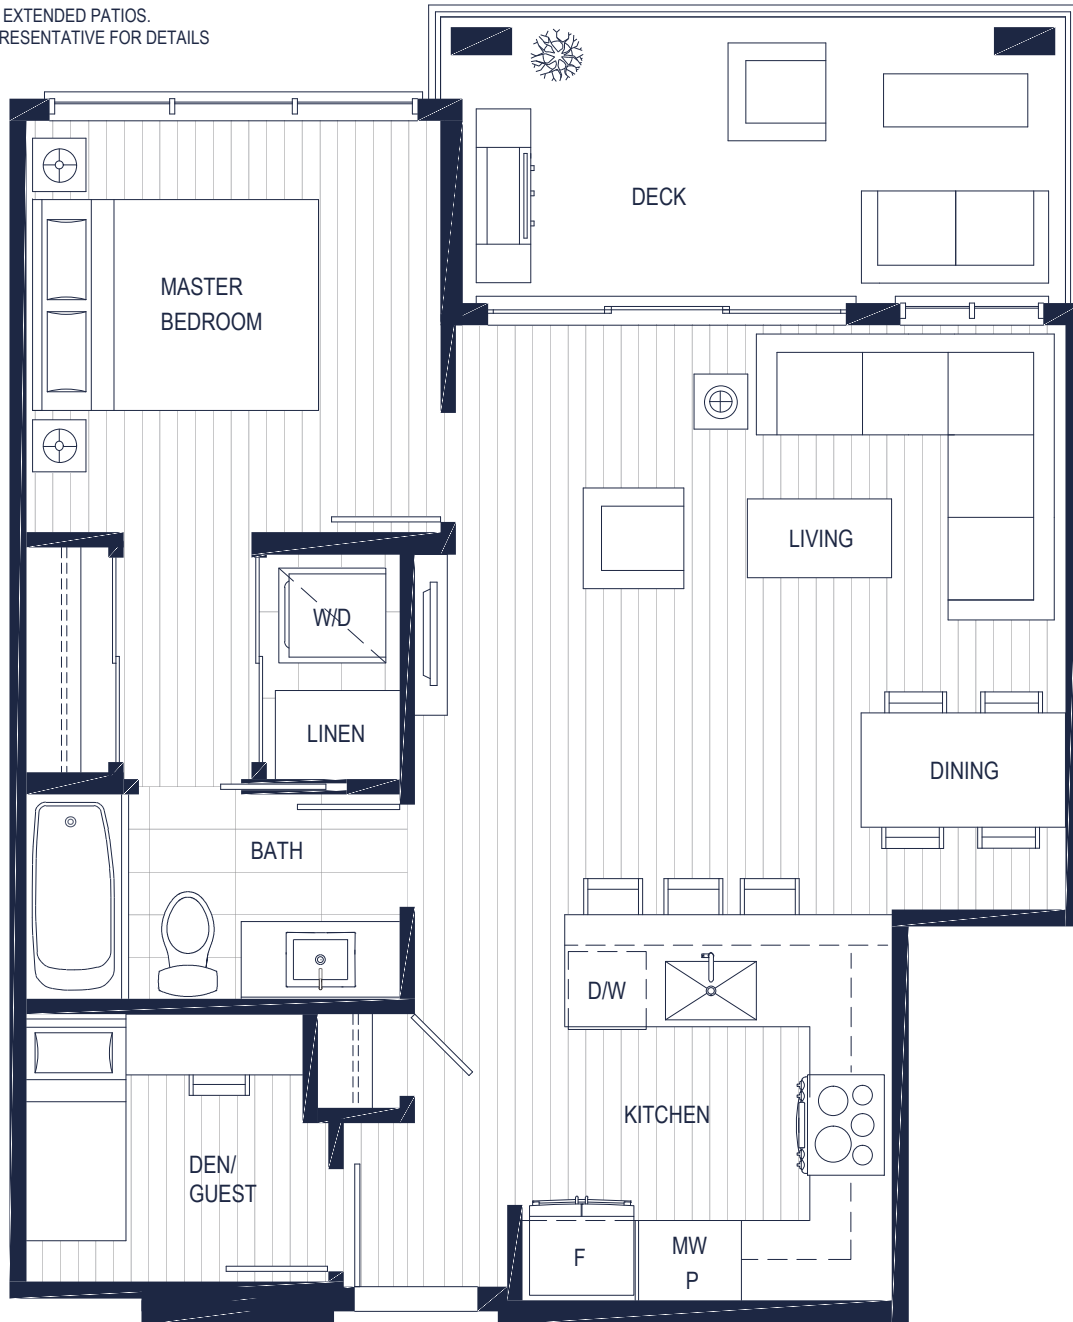 EXTENDED PATIOS.
RESENTATIVE FOR DETAILS
DECK
MASTER
BEDROOM
LIVING
W/D
LINEN
DINING
BATH
D/W
KITCHEN
DEN/
GUEST
F
MW
P